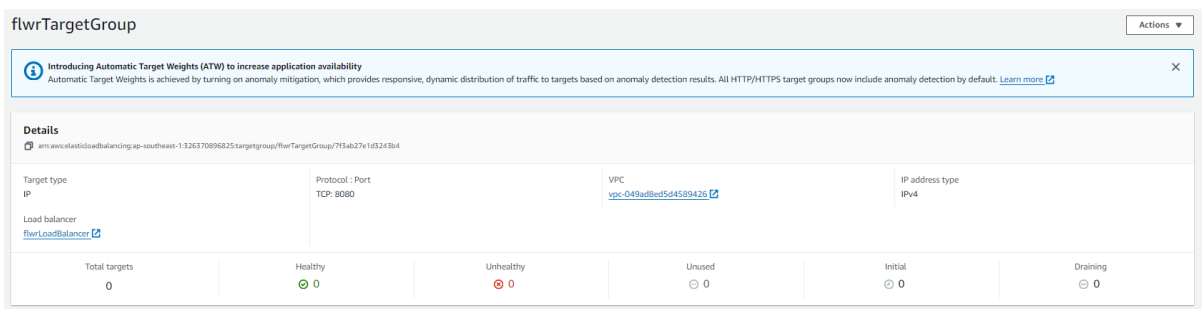 flwrTargetGroup
Actions
Introducing Automatic Target Weights (ATW) to increase application availability
Automatic Target Weights is achieved by turning on anomaly mitigation, which provides responsive, dynamic distribution of traffic to targets based on anomaly detection results. All HTTP/HTTPS target groups now include anomaly detection by default. Learn more
Details
arn:aws:elasticloadbalancing:ap-southeast-1:326370896825:targetgroup/flwrTargetGroup/7f3ab27e1d3243b4
Target type
IP
Protocol : Port
TCP: 8080
VPC
vpc-049ad8ed5d4589426
IP address type
IPv4
Load balancer
flwrLoadBalancer
Total targets
0
Healthy
0
Unhealthy
0
Unused
0
Initial
0
Draining
0